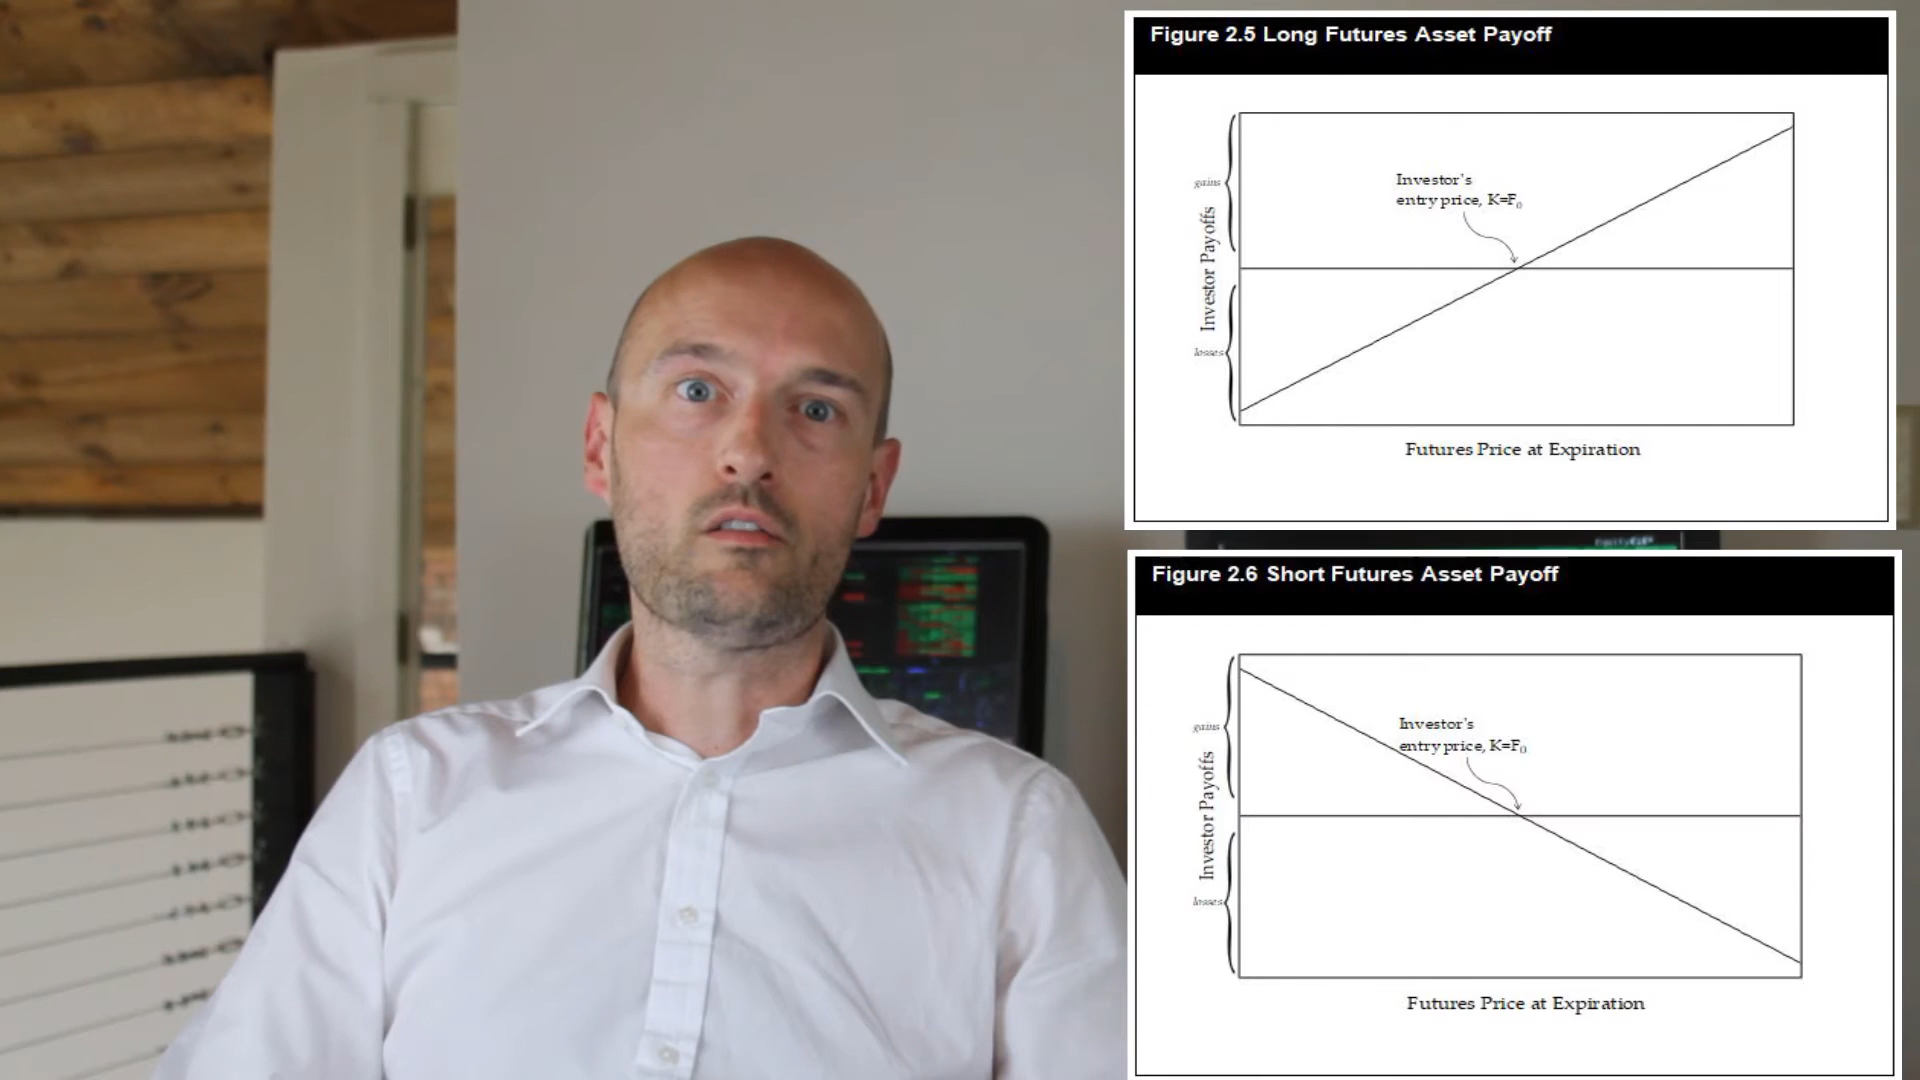 Figure 2.5 Long Futures Asset Payoff
gains
Investor Payoffs
losses
Investor's
entry price, K=F₀
Futures Price at Expiration
Figure 2.6 Short Futures Asset Payoff
gains
Investor Payoffs
losses
Investor's
entry price, K=F₀
Futures Price at Expiration